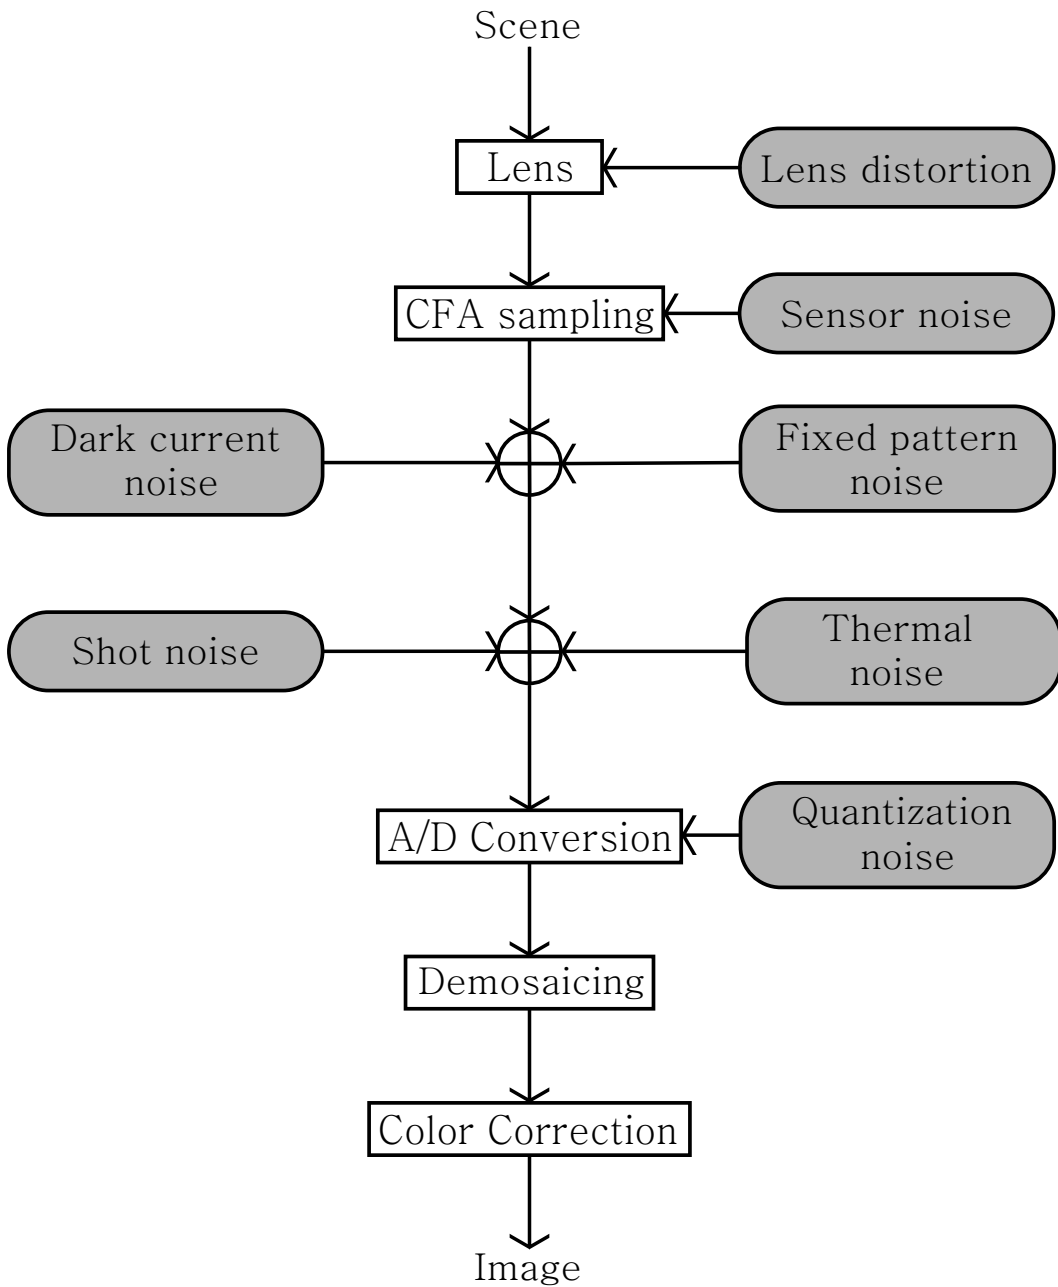 Scene
Lens
Lens distortion
CFA sampling
Sensor noise
Dark current
noise
Fixed pattern
noise
Shot noise
Thermal
noise
A/D Conversion
Quantization
noise
Demosaicing
Color Correction
Image